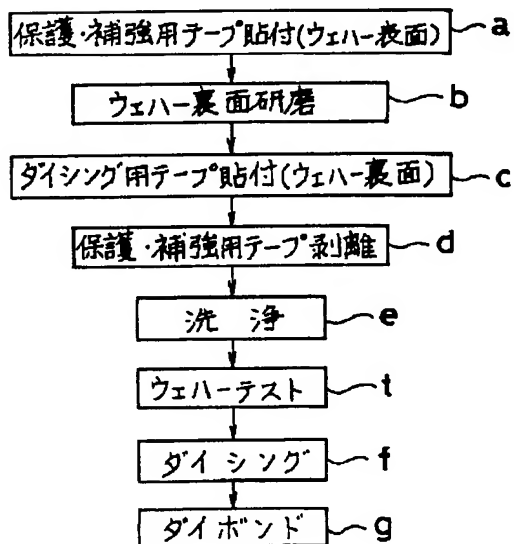 保護・補強用テープ貼付(ウェハー表面) a
ウェハー裏面研磨 b
ダイシング用テープ貼付(ウェハー裏面) c
保護・補強用テープ剥離 d
洗 浄 e
ウェハーテスト t
ダイシング f
ダイボンド g